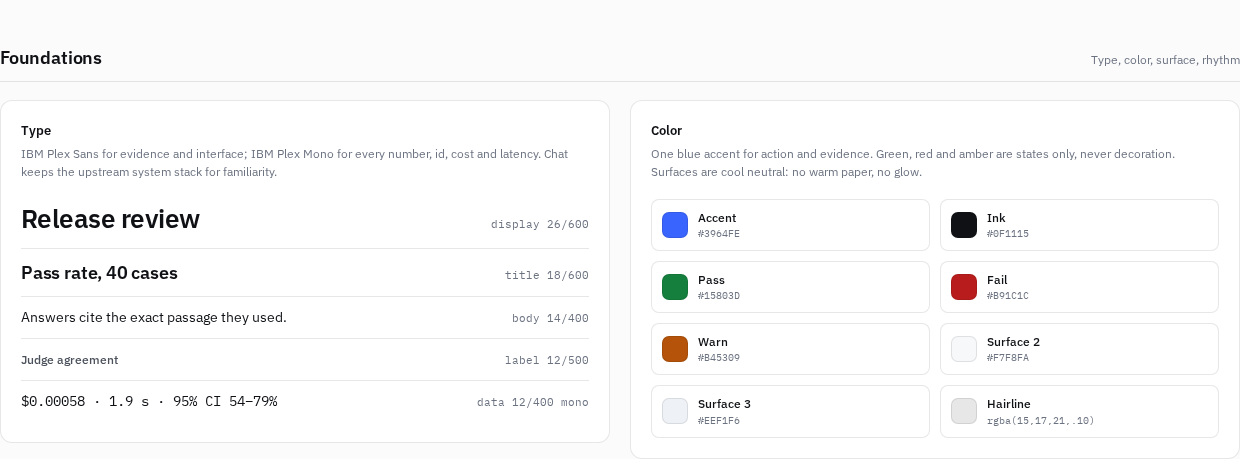 Foundations
Type, color, surface, rhythm
Type
IBM Plex Sans for evidence and interface; IBM Plex Mono for every number, id, cost and latency. Chat
keeps the upstream system stack for familiarity.
Release review
display 26/600
Pass rate, 40 cases
title 18/600
Answers cite the exact passage they used.
body 14/400
Judge agreement
label 12/500
$0.00058 · 1.9 s · 95% CI 54–79%
data 12/400 mono
Color
One blue accent for action and evidence. Green, red and amber are states only, never decoration.
Surfaces are cool neutral: no warm paper, no glow.
Accent
#3964FE
Ink
#0F1115
Pass
#15803D
Fail
#B91C1C
Warn
#B45309
Surface 2
#F7F8FA
Surface 3
#EEF1F6
Hairline
rgba(15,17,21,.10)